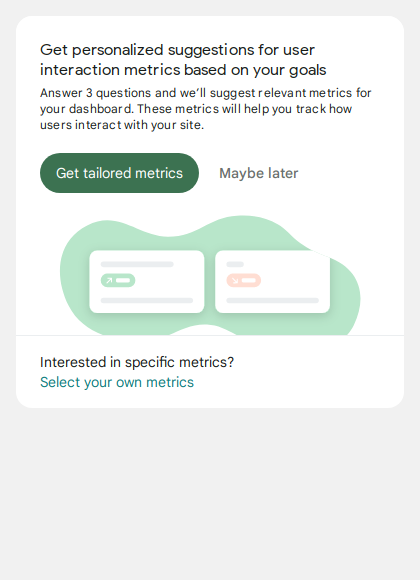 Get personalized suggestions for user
interaction metrics based on your goals
Answer 3 questions and we’ll suggest relevant metrics for
your dashboard. These metrics will help you track how
users interact with your site.
Get tailored metrics
Maybe later
Interested in specific metrics?
Select your own metrics